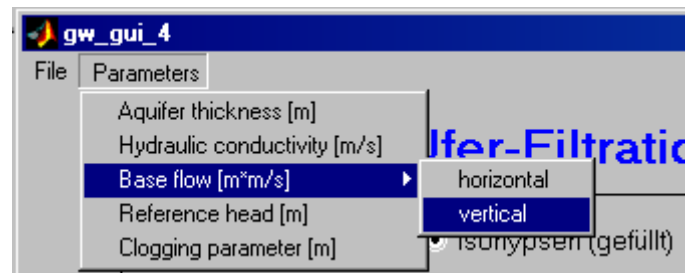 gw_gui_4
File Parameters
Aquifer thickness [m]
Hydraulic conductivity [m/s]
Base flow [m*m/s]
horizontal
Reference head [m]
vertical
Clogging parameter [m]
lfer-Filtratio
Isohypsen (gefüllt)